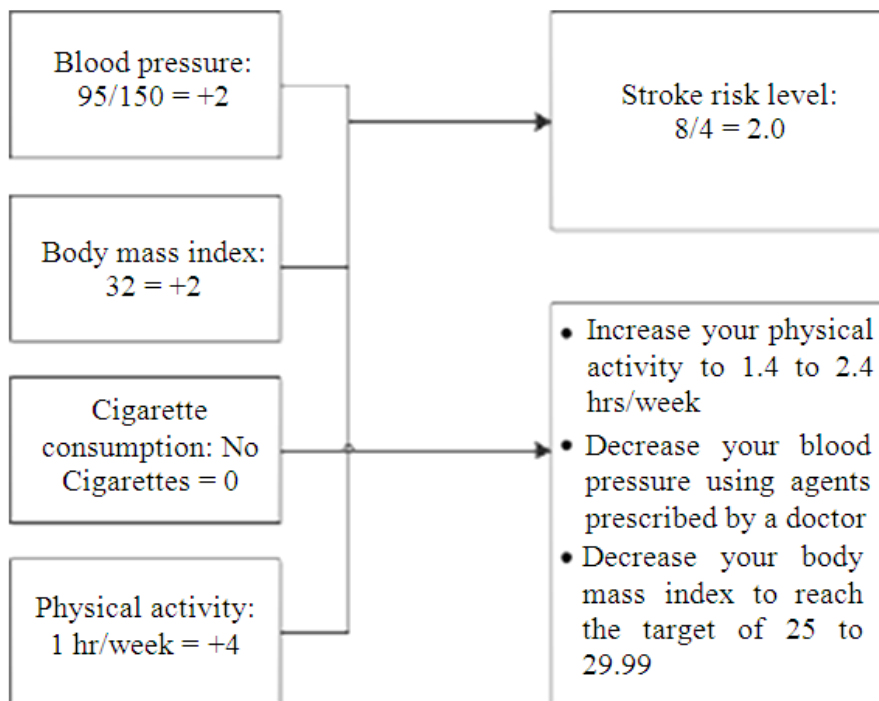 Blood pressure:
95/150 = +2
Body mass index:
32 = +2
Cigarette
consumption: No
Cigarettes = 0
Physical activity:
1 hr/week = +4
Stroke risk level:
8/4 = 2.0
• Increase your physical
activity to 1.4 to 2.4
hrs/week
• Decrease your blood
pressure using agents
prescribed by a doctor
• Decrease your body
mass index to reach
the target of 25 to
29.99